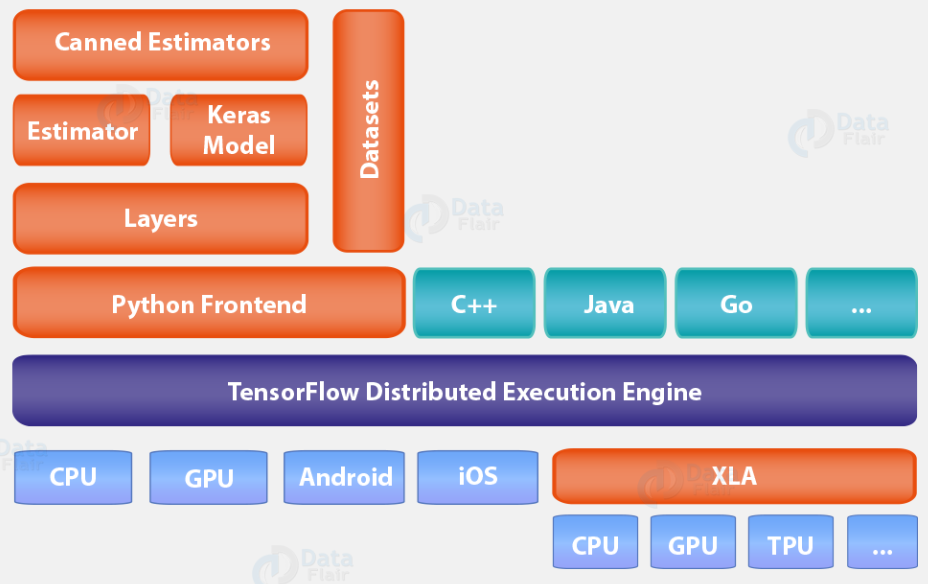 Canned Estimators
Datasets
Estimator
Keras
Model
Layers
Python Frontend
C++
Java
Go
...
TensorFlow Distributed Execution Engine
CPU
GPU
Android
iOS
XLA
CPU
GPU
TPU
...
Data
Flair
Data
Flair
Data
Flair
Data
Flair
Data
Flair
Data
Flair